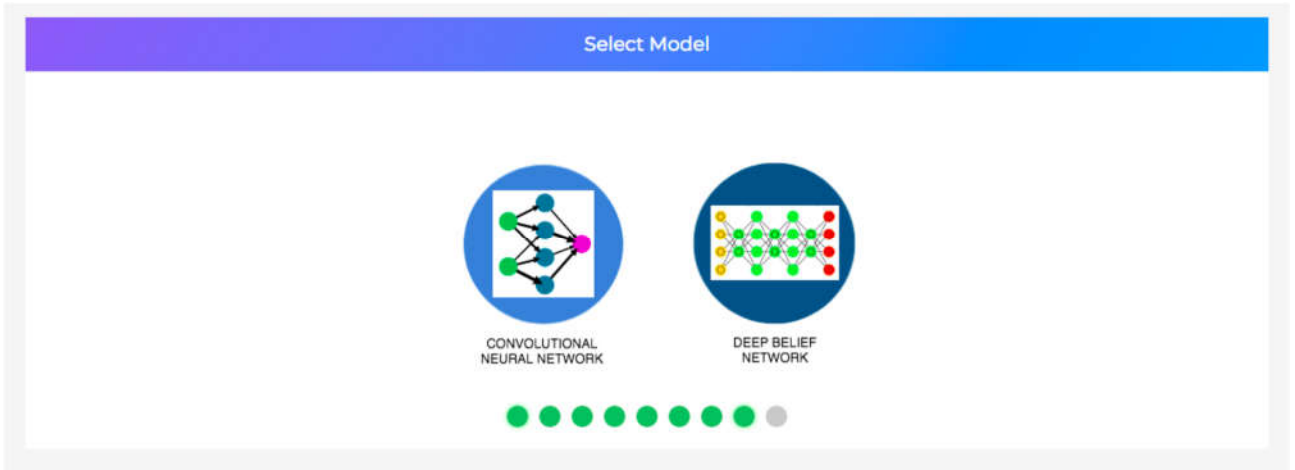 Select Model
CONVOLUTIONAL
NEURAL NETWORK
DEEP BELIEF
NETWORK